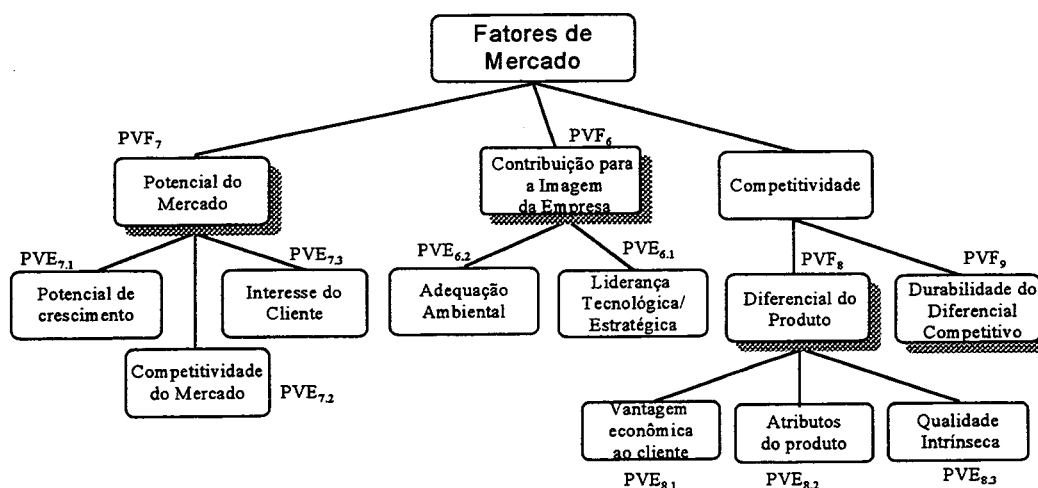 Fatores de
Mercado
PVF7
Potencial do
Mercado
PVF6
Contribuição para
a Imagem
da Empresa
Competitividade
PVE7.1
Potencial de
crescimento
PVE7.3
Interesse do
Cliente
Competitividade
do Mercado
PVE7.2
PVE6.2
Adequação
Ambiental
PVE6.1
Liderança
Tecnológica/
Estratégica
PVF8
Diferencial do
Produto
PVF9
Durabilidade do
Diferencial
Competitivo
Vantagem
econômica
ao cliente
PVE8.1
Atributos
do produto
PVE8.2
Qualidade
Intrínseca
PVE8.3